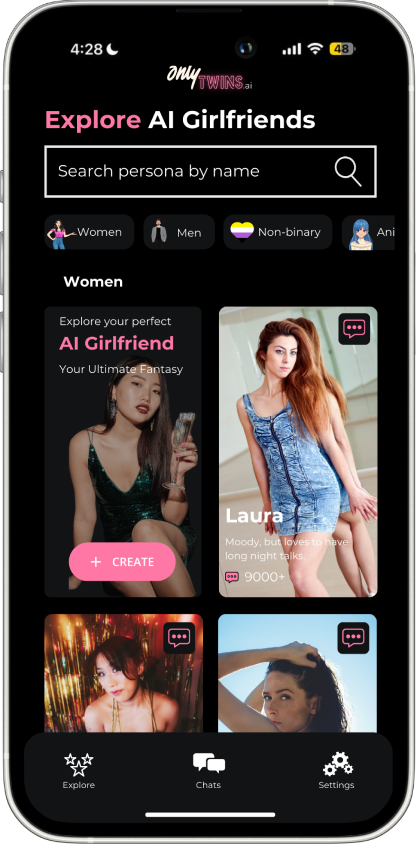 4:28
48
Only TWINS.ai
Explore AI Girlfriends
Search persona by name
Women
Men
Non-binary
Ani
Women
Explore your perfect
AI Girlfriend
Your Ultimate Fantasy
+ CREATE
Laura
Moody, but loves to have
long night talks.
9000+
Explore
Chats
Settings